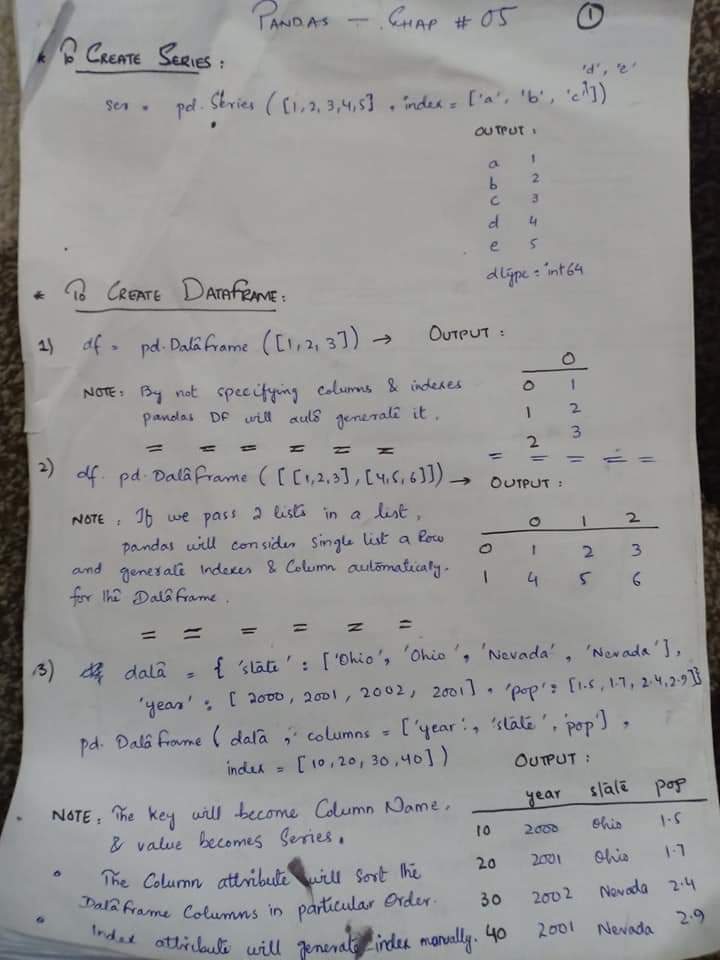 PANDAS - CHAP # 05 1
* To CREATE SERIES :
'd', 'e'
ser = pd. Series ([1,2,3,4,5] , index = ['a', 'b', 'c'])
OUTPUT :
a 1
b 2
c 3
d 4
e 5
dtype = int64
* To CREATE DATAFRAME :
1) df = pd. DataFrame ([1,2,3]) → OUTPUT :
0
0 1
1 2
2 3
NOTE : By not specifying columns & indexes
pandas DF will auto generate it .
= = = = = =
= = = = =
2) df. pd. DataFrame ( [ [1,2,3] , [4,5,6]]) → OUTPUT :
0 1 2
0 1 2 3
1 4 5 6
NOTE : If we pass 2 lists in a list ,
pandas will consider single list a Row
and generate Indexes & Column automaticaly.
for the DataFrame .
= = = = = =
3) data = { 'state' : ['Ohio', 'Ohio', 'Nevada', 'Nevada'] ,
'year' : [ 2000, 2001, 2002, 2001] , 'pop' : [1.5, 1.7, 2.4, 2.9]}
pd. DataFrame ( data , columns = ['year', 'state', 'pop'] ,
index = [10, 20, 30, 40] )
OUTPUT :
year state pop
10 2000 Ohio 1.5
20 2001 Ohio 1.7
30 2002 Nevada 2.4
40 2001 Nevada 2.9
NOTE : The key will become Column Name ,
& value becomes Series .
• The Column attribute will sort the
DataFrame Columns in particular Order.
• Index attribute will generate index manually.